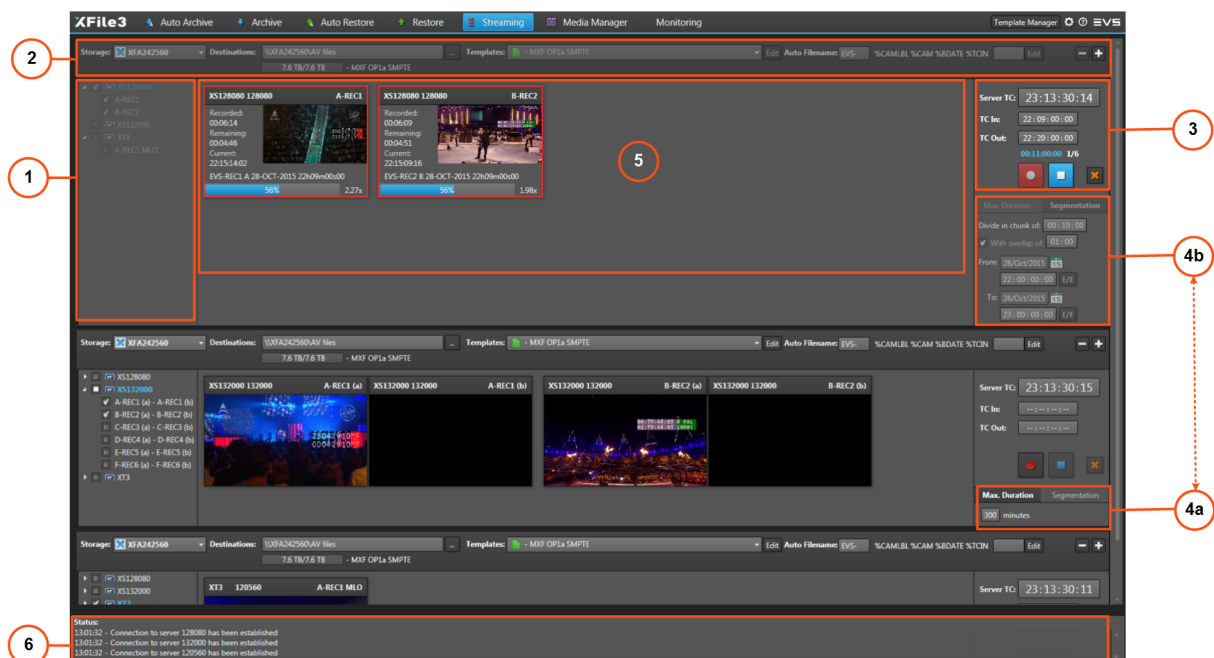 XFile3 Auto Archive Archive Auto Restore Restore Streaming Media Manager Monitoring Template Manager EVS
2
Storage: XFA242560 Destinations: \\XFA242560\AV files ... Templates: - MXF OP1a SMPTE Edit Auto Filename: EVS- %CAMLBL %CAM %BDATE %TCIN Edit
7.6 TB/7.6 TB - MXF OP1a SMPTE
1
XS128080
A-REC1
B-REC2
XS132000
XT3
A-REC1 MLO
XS128080 128080 A-REC1
Recorded:
00:06:14
Remaining:
00:04:46
Current:
22:15:14:02
EVS-REC1 A 28-OCT-2015 22h09m00s00
56% 2.27x
XS128080 128080 B-REC2
Recorded:
00:06:09
Remaining:
00:04:51
Current:
22:15:09:16
EVS-REC2 B 28-OCT-2015 22h09m00s00
56% 1.98x
5
Server TC: 23:13:30:14
TC In: 22:09:00:00
TC Out: 22:20:00:00
00:11:00:00 1/6
3
Max. Duration Segmentation
Divide in chunk of: 00:10:00
With overlap of: 01:00
From: 28/Oct/2015 15
22:00:00:00 E/E
To: 28/Oct/2015 15
23:00:00:00 E/E
4b
Storage: XFA242560 Destinations: \\XFA242560\AV files ... Templates: - MXF OP1a SMPTE Edit Auto Filename: EVS- %CAMLBL %CAM %BDATE %TCIN Edit
7.6 TB/7.6 TB - MXF OP1a SMPTE
XS128080
XS132000
A-REC1 (a) - A-REC1 (b)
B-REC2 (a) - B-REC2 (b)
C-REC3 (a) - C-REC3 (b)
D-REC4 (a) - D-REC4 (b)
E-REC5 (a) - E-REC5 (b)
F-REC6 (a) - F-REC6 (b)
XT3
XS132000 132000 A-REC1 (a)
XS132000 132000 A-REC1 (b)
XS132000 132000 B-REC2 (a)
XS132000 132000 B-REC2 (b)
Server TC: 23:13:30:15
TC In: --:--:--:--
TC Out: --:--:--:--
Max. Duration Segmentation
300 minutes
4a
Storage: XFA242560 Destinations: \\XFA242560\AV files ... Templates: - MXF OP1a SMPTE Edit Auto Filename: EVS- %CAMLBL %CAM %BDATE %TCIN Edit
7.6 TB/7.6 TB - MXF OP1a SMPTE
XS128080
XS132000
XT3
XT3 120560 A-REC1 MLO
Server TC: 23:13:30:11
6
Status:
13:01:32 - Connection to server 128080 has been established
13:01:32 - Connection to server 132000 has been established
13:01:32 - Connection to server 120560 has been established